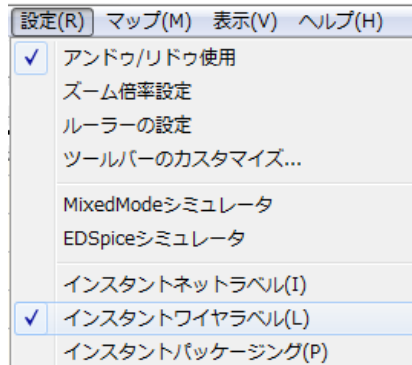 設定(R) マップ(M) 表示(V) ヘルプ(H)
アンドゥ/リドゥ使用
ズーム倍率設定
ルーラーの設定
ツールバーのカスタマイズ...
MixedModeシミュレータ
EDSpiceシミュレータ
インスタントネットラベル(I)
インスタントワイヤラベル(L)
インスタントパッケージング(P)